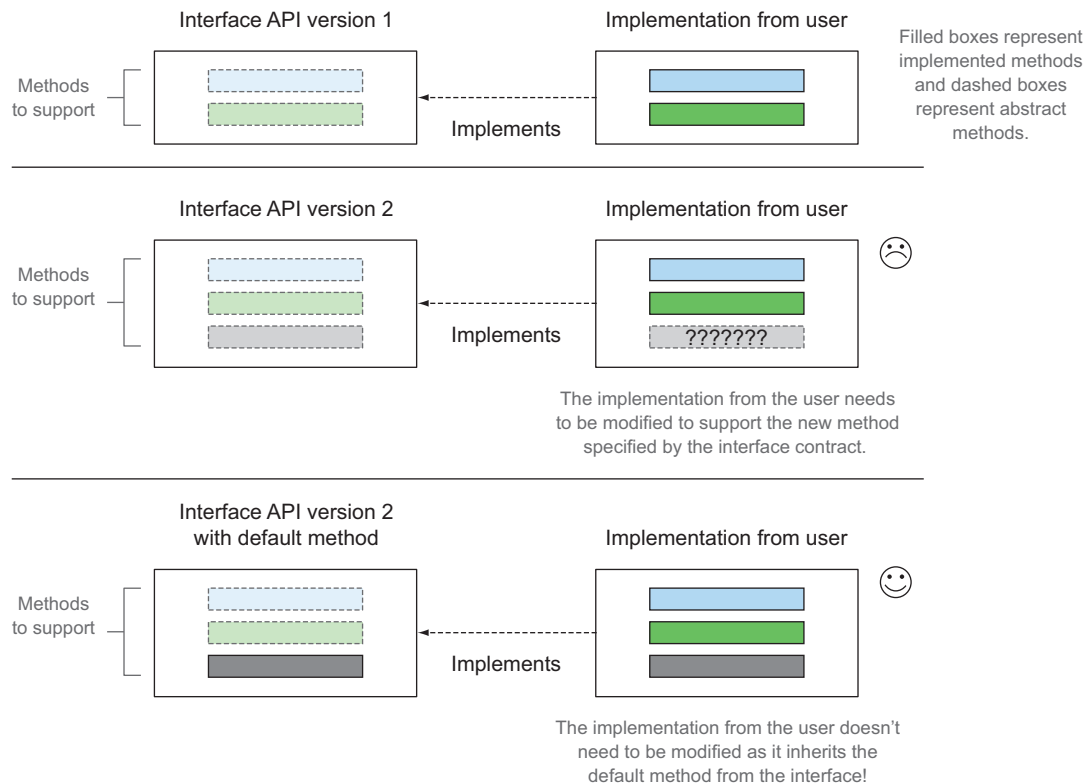 Interface API version 1
Implementation from user
Filled boxes represent
implemented methods
and dashed boxes
represent abstract
methods.
Methods
to support
Implements
Interface API version 2
Implementation from user
Methods
to support
???????
Implements
The implementation from the user needs
to be modified to support the new method
specified by the interface contract.
Interface API version 2
with default method
Implementation from user
Methods
to support
Implements
The implementation from the user doesn’t
need to be modified as it inherits the
default method from the interface!